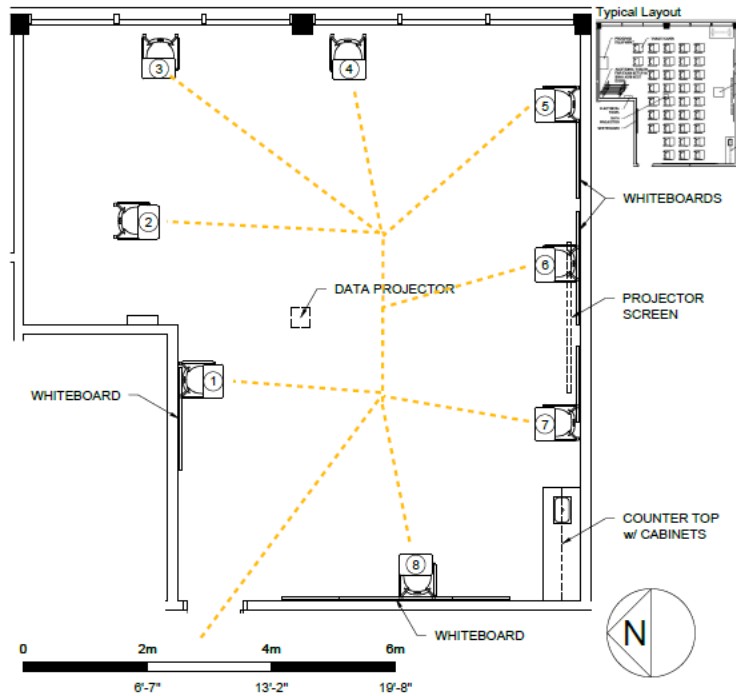 Typical Layout
3
4
5
2
WHITEBOARDS
6
DATA PROJECTOR
PROJECTOR
SCREEN
1
WHITEBOARD
7
COUNTER TOP
w/ CABINETS
8
WHITEBOARD
N
0 2m 4m 6m
6'-7" 13'-2" 19'-8"